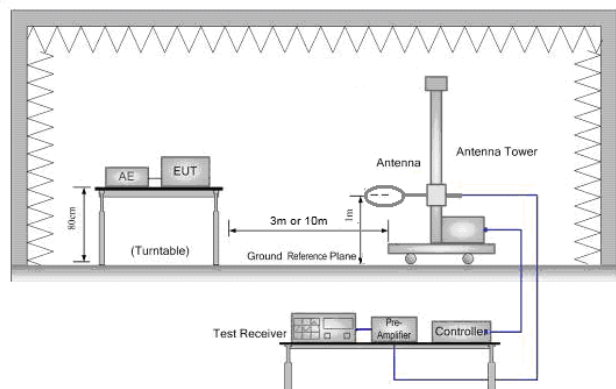 Antenna
Antenna Tower
AE
EUT
80cm
(Turntable)
3m or 10m
1m
Ground Reference Plane
Test Receiver
Pre-
Amplifier
Controller